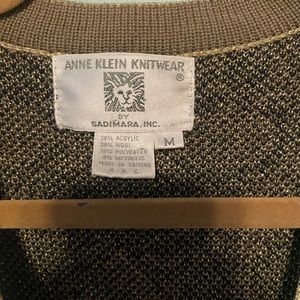 ANNE KLEIN KNITWEAR
®
BY
SADIMARA, INC.
38% ACRYLIC
38% WOOL
16% POLYESTER
8% METALLIC
MADE IN TAIWAN
R. O. C.
M